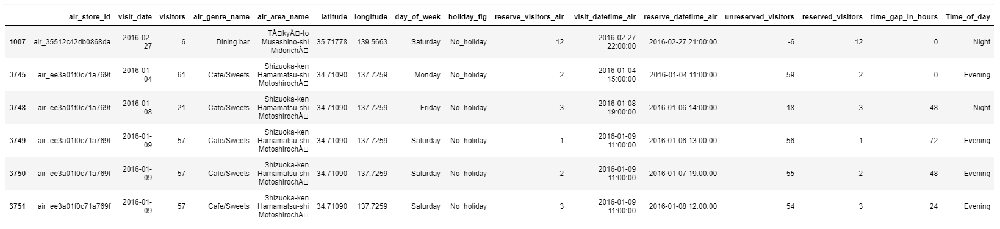 air_store_id visit_date visitors air_genre_name air_area_name latitude longitude day_of_week holiday_flg reserve_visitors_air visit_datetime_air reserve_datetime_air unreserved_visitors reserved_visitors time_gap_in_hours Time_of_day
1007 air_35512c42db0868da 2016-02-27 6 Dining bar TÅ�kyÅ�-to Musashino-shi MidorichÅ� 35.71778 139.5663 Saturday No_holiday 12 2016-02-27 22:00:00 2016-02-27 21:00:00 -6 12 0 Night
3745 air_ee3a01f0c71a769f 2016-01-04 61 Cafe/Sweets Shizuoka-ken Hamamatsu-shi MotoshirochÅ� 34.71090 137.7259 Monday No_holiday 2 2016-01-04 15:00:00 2016-01-04 11:00:00 59 2 0 Evening
3748 air_ee3a01f0c71a769f 2016-01-08 21 Cafe/Sweets Shizuoka-ken Hamamatsu-shi MotoshirochÅ� 34.71090 137.7259 Friday No_holiday 3 2016-01-08 19:00:00 2016-01-06 14:00:00 18 3 48 Night
3749 air_ee3a01f0c71a769f 2016-01-09 57 Cafe/Sweets Shizuoka-ken Hamamatsu-shi MotoshirochÅ� 34.71090 137.7259 Saturday No_holiday 1 2016-01-09 11:00:00 2016-01-06 13:00:00 56 1 72 Evening
3750 air_ee3a01f0c71a769f 2016-01-09 57 Cafe/Sweets Shizuoka-ken Hamamatsu-shi MotoshirochÅ� 34.71090 137.7259 Saturday No_holiday 2 2016-01-09 11:00:00 2016-01-07 19:00:00 55 2 48 Evening
3751 air_ee3a01f0c71a769f 2016-01-09 57 Cafe/Sweets Shizuoka-ken Hamamatsu-shi MotoshirochÅ� 34.71090 137.7259 Saturday No_holiday 3 2016-01-09 11:00:00 2016-01-08 12:00:00 54 3 24 Evening